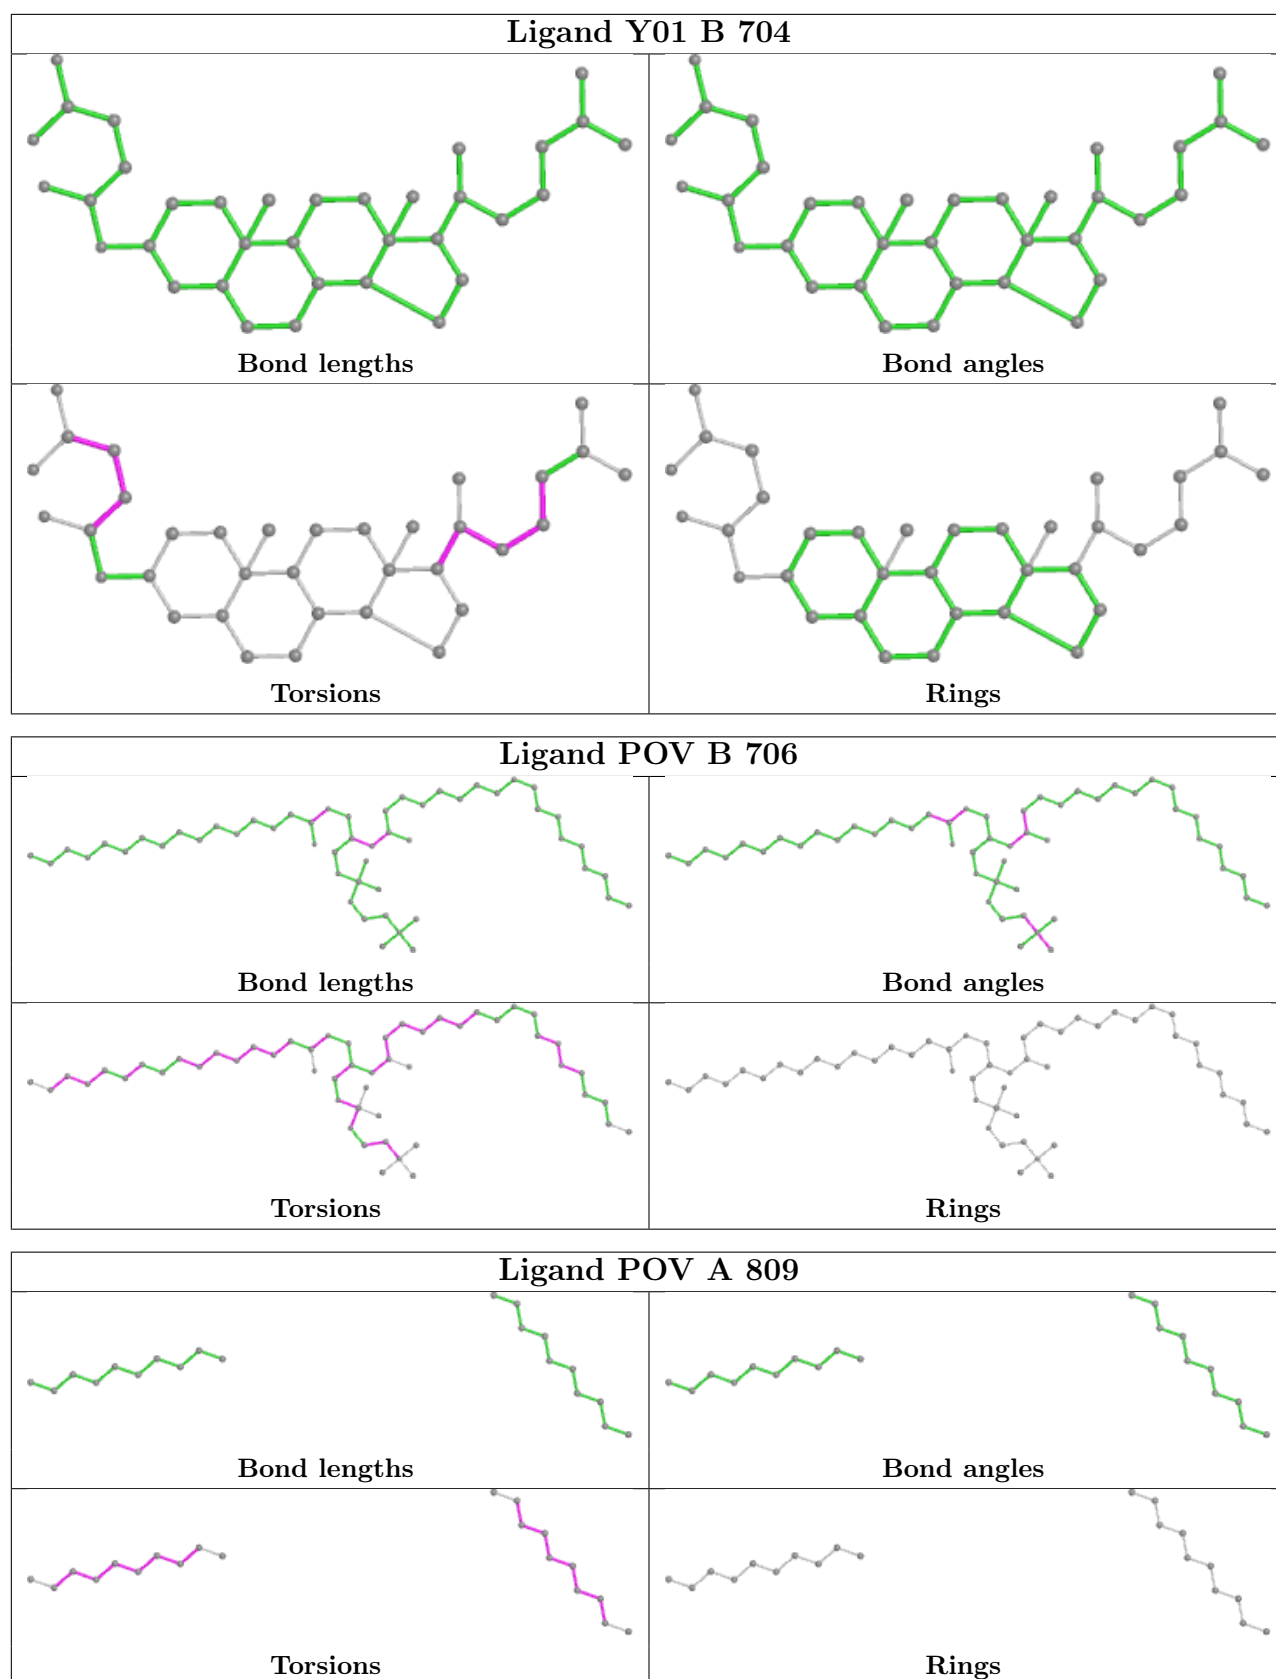 Ligand Y01 B 704
Bond lengths
Bond angles
Torsions
Rings
Ligand POV B 706
Bond lengths
Bond angles
Torsions
Rings
Ligand POV A 809
Bond lengths
Bond angles
Torsions
Rings